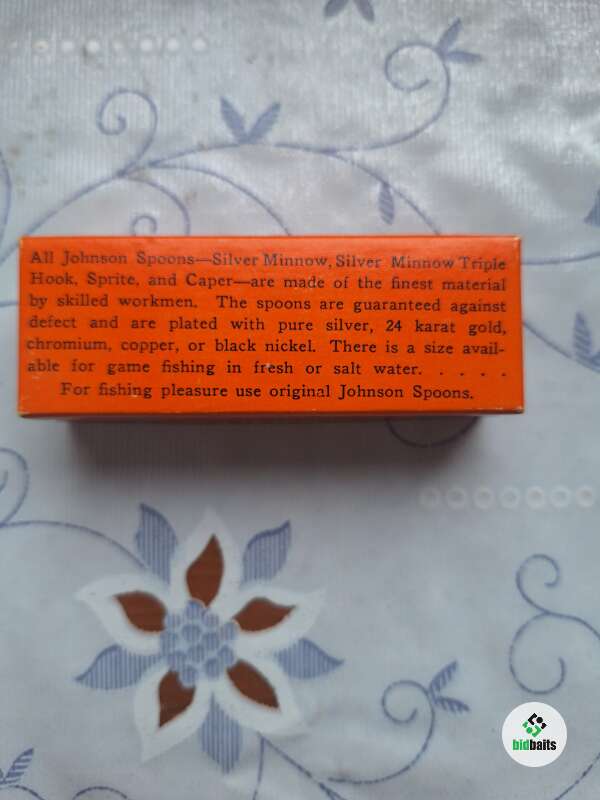 All Johnson Spoons—Silver Minnow, Silver Minnow Triple
Hook, Sprite, and Caper—are made of the finest material
by skilled workmen. The spoons are guaranteed against
defect and are plated with pure silver, 24 karat gold,
chromium, copper, or black nickel. There is a size avail-
able for game fishing in fresh or salt water. . . . .
For fishing pleasure use original Johnson Spoons.
bidbaits